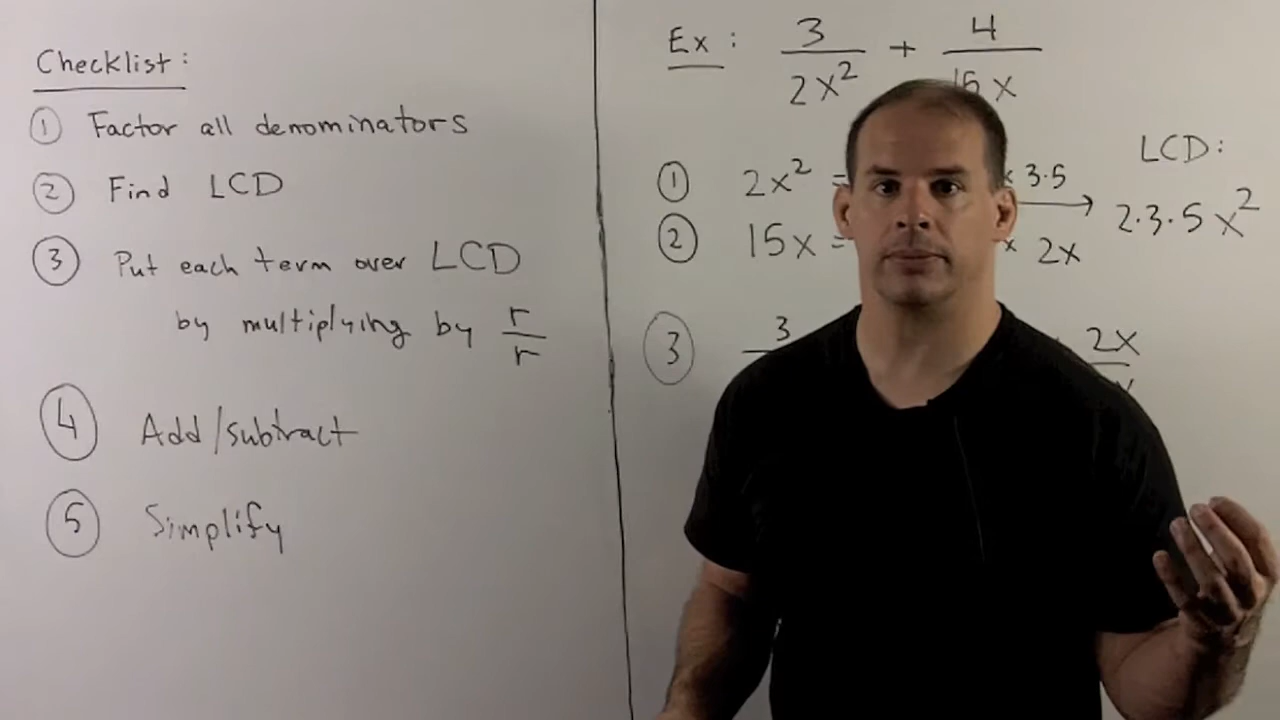 Checklist:
① Factor all denominators
② Find LCD
③ Put each term over LCD
by multiplying by r/r
④ Add/subtract
⑤ Simplify
Ex: 3/2x² + 4/15x
LCD:
① 2x² = x 3·5
② 15x = x 2x
2·3·5x²
③ 3 2x